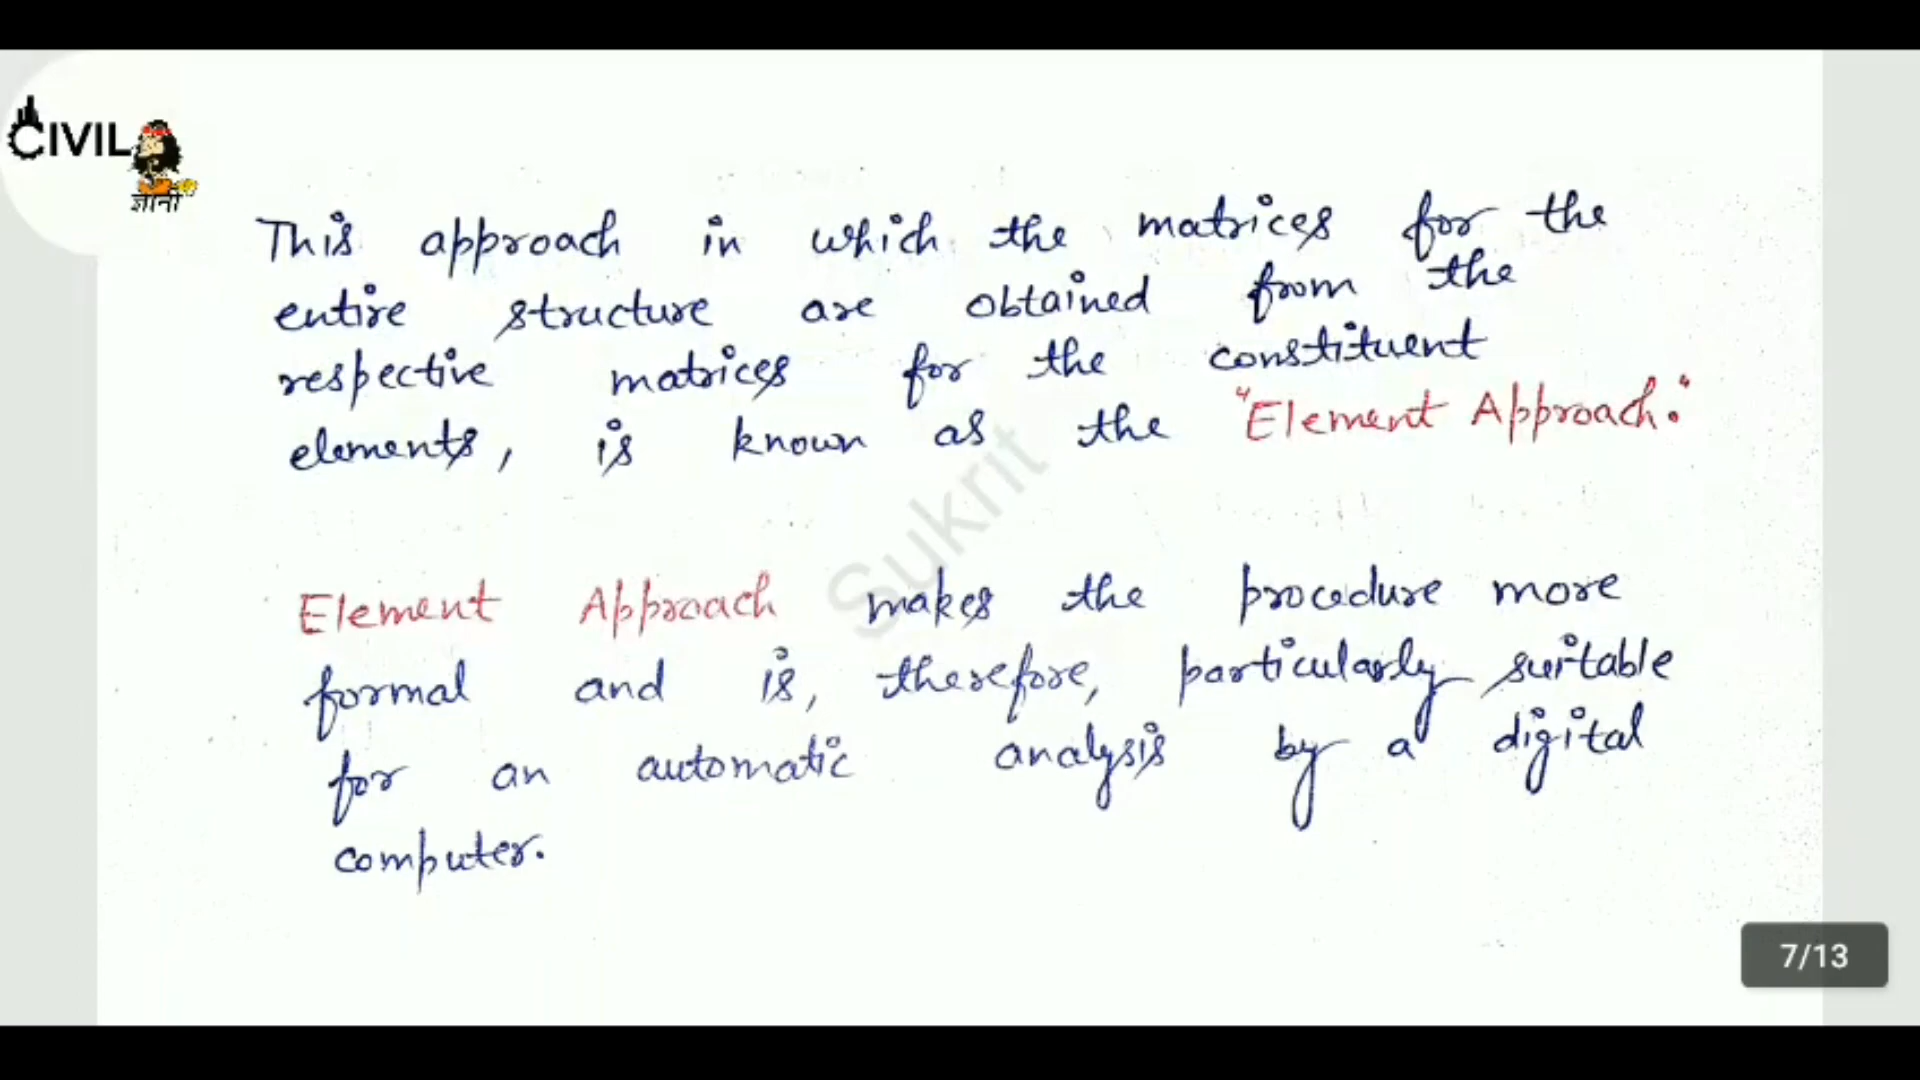 CIVIL
ज्ञानी
This approach in which the matrices for the
entire structure are obtained from the
respective matrices for the constituent
elements, is known as the "Element Approach."
Sukrit
Element Approach makes the procedure more
formal and is, therefore, particularly suitable
for an automatic analysis by a digital
computer.
7/13